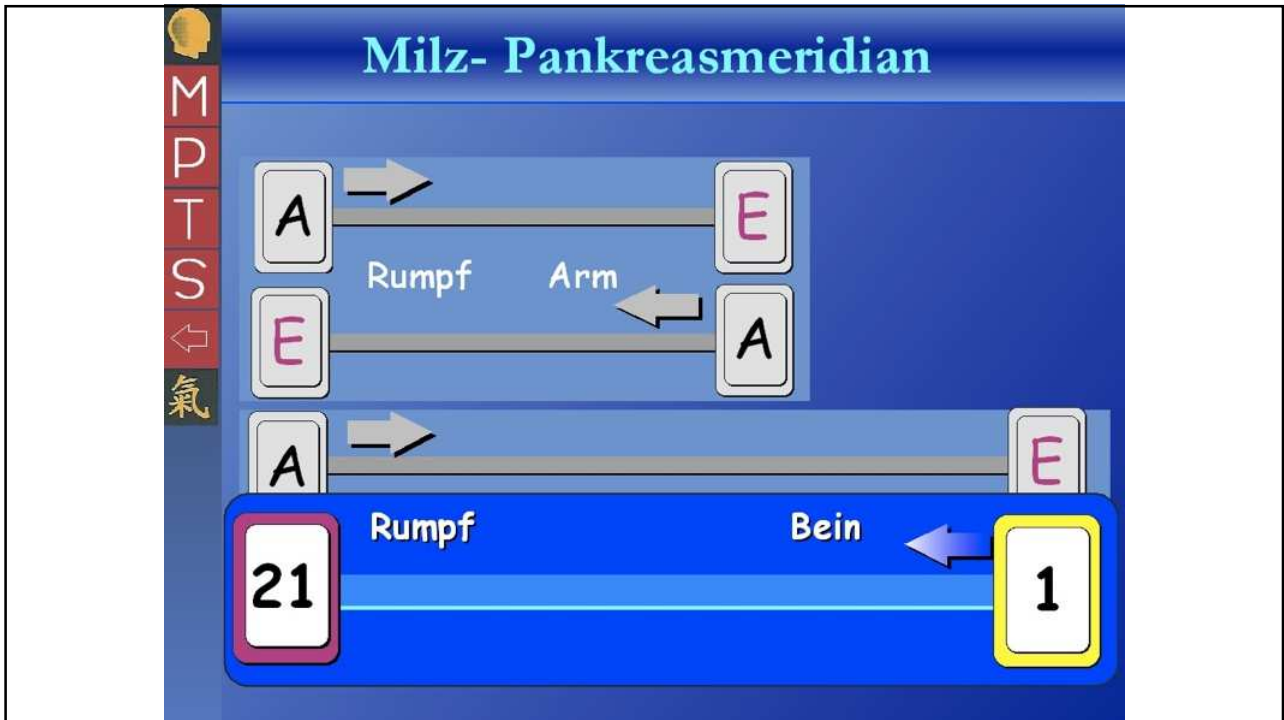 Milz- Pankreasmeridian
M
P
T
S
氣
A
E
Rumpf Arm
E
A
A
E
Rumpf Bein
21
1